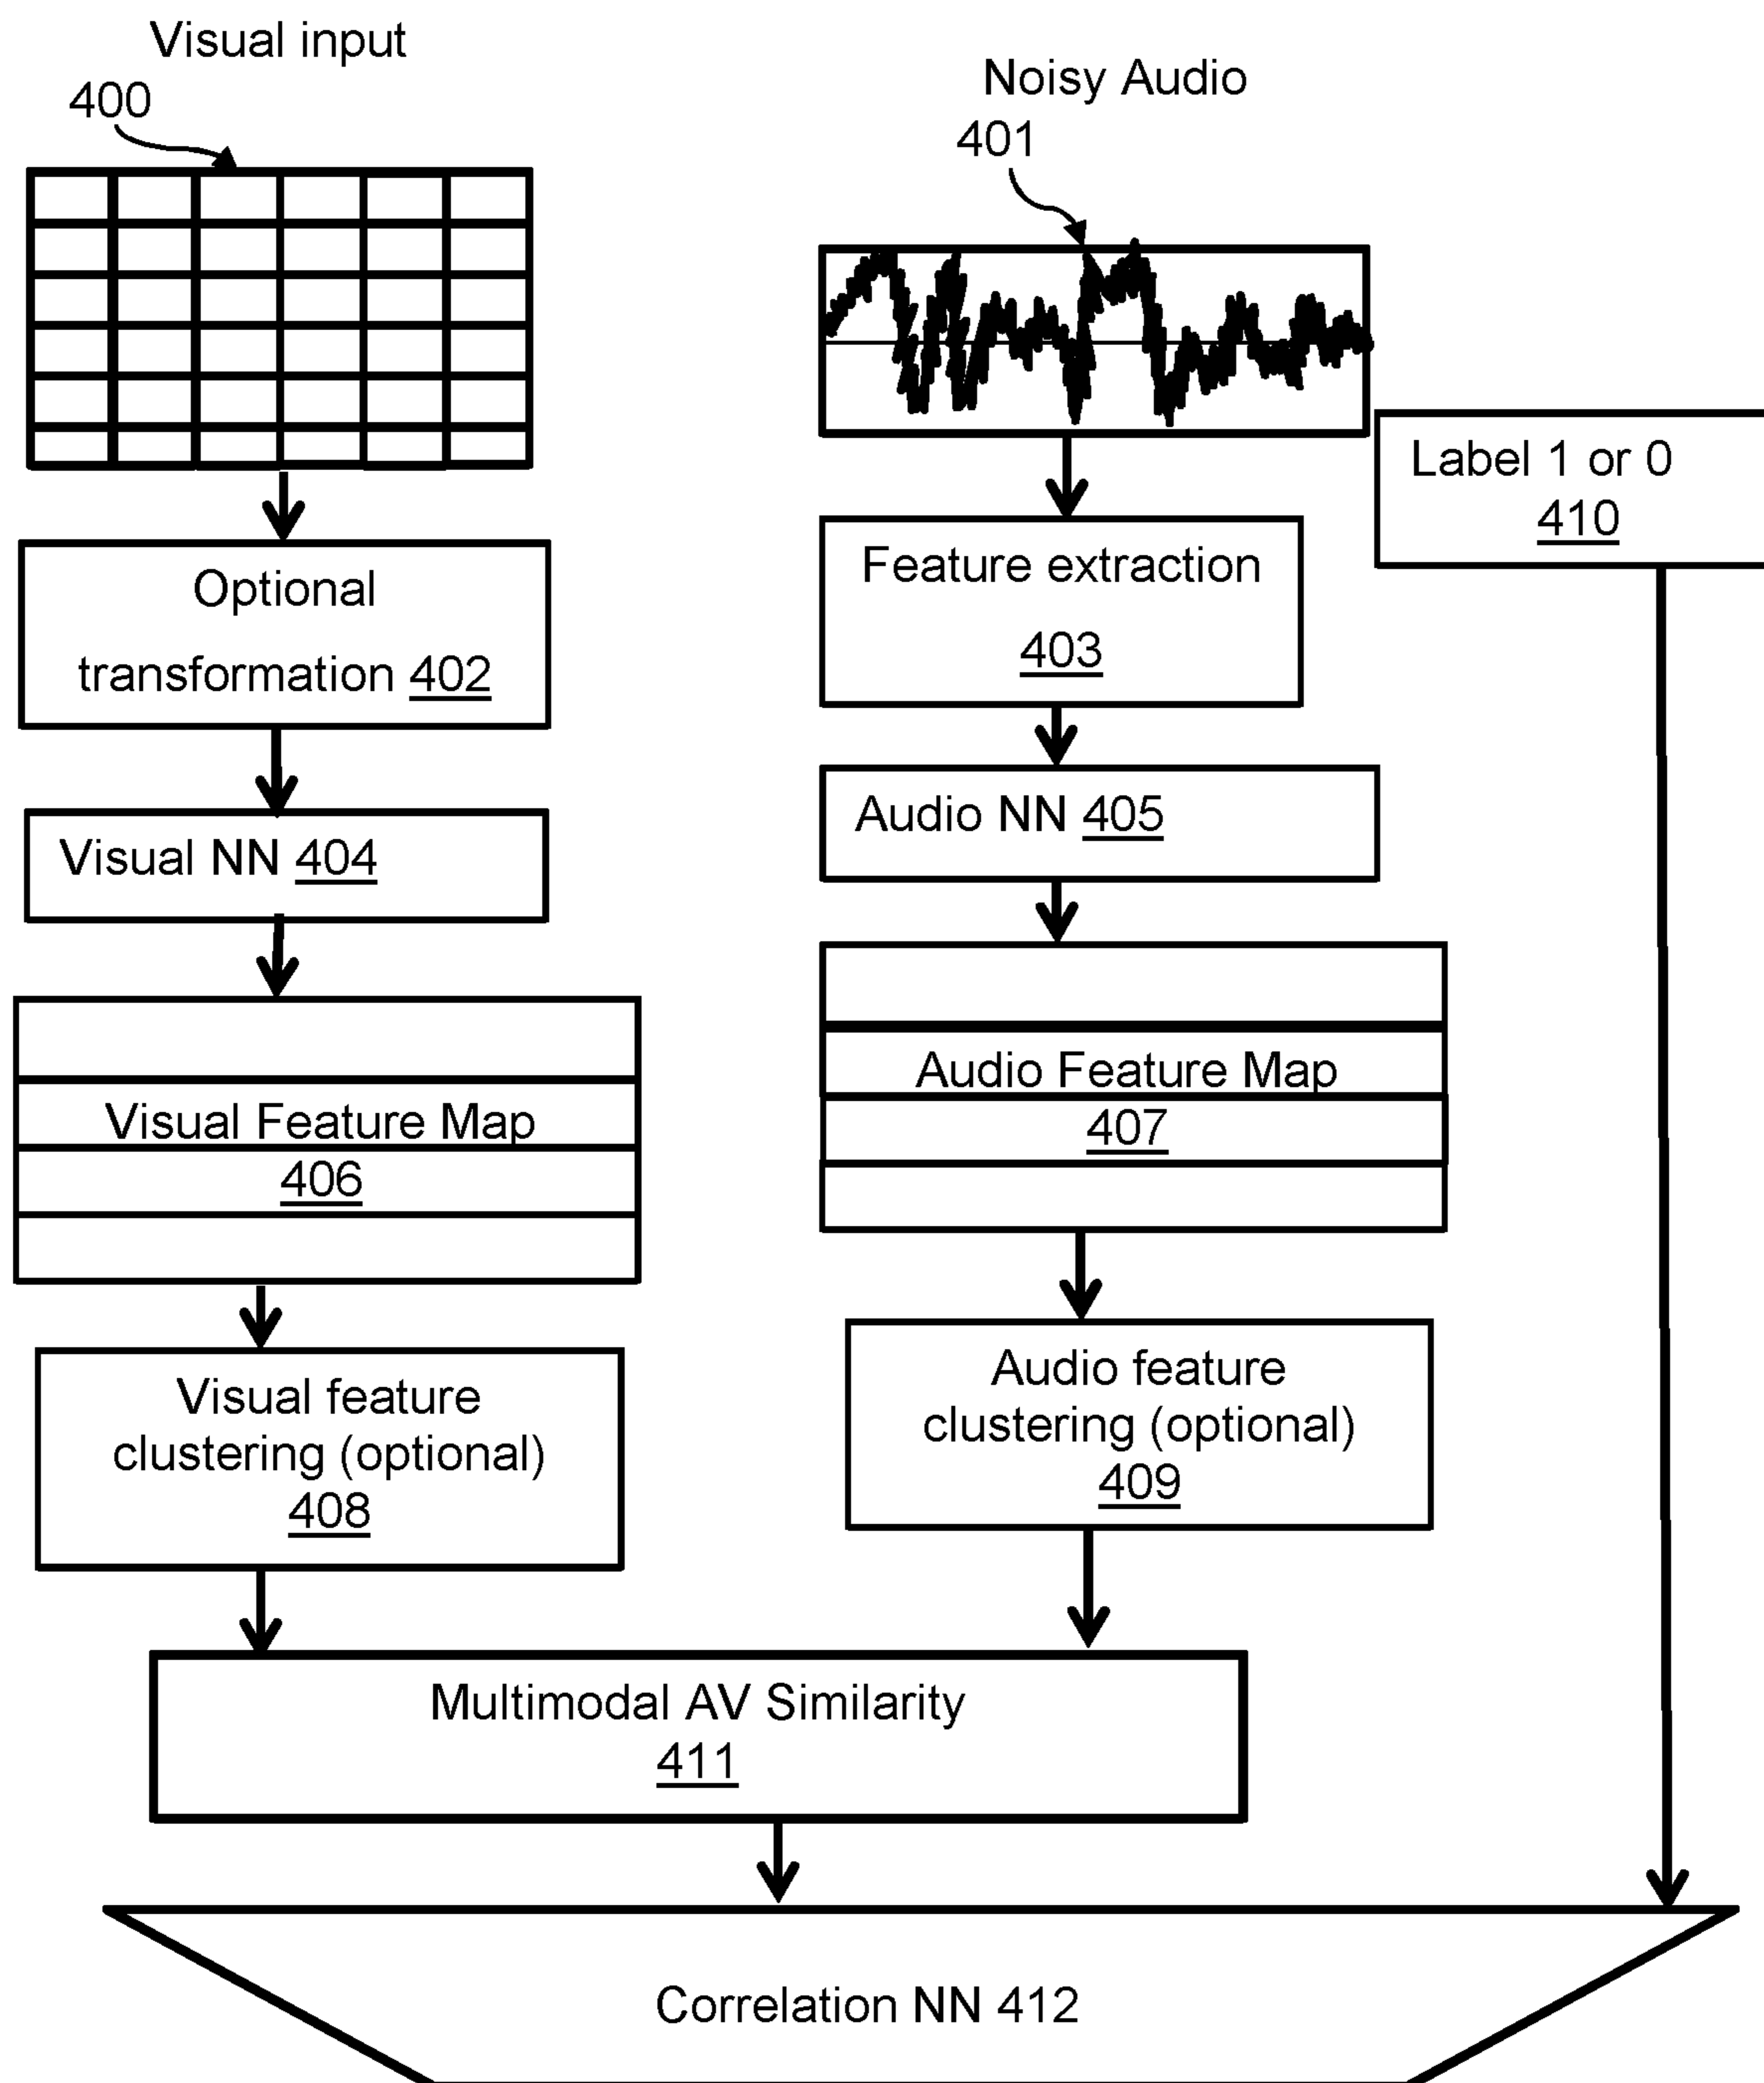 Visual input
400
Noisy Audio
401
Label 1 or 0
410
Optional
transformation 402
Feature extraction
403
Visual NN 404
Audio NN 405
Visual Feature Map
406
Audio Feature Map
407
Visual feature
clustering (optional)
408
Audio feature
clustering (optional)
409
Multimodal AV Similarity
411
Correlation NN 412